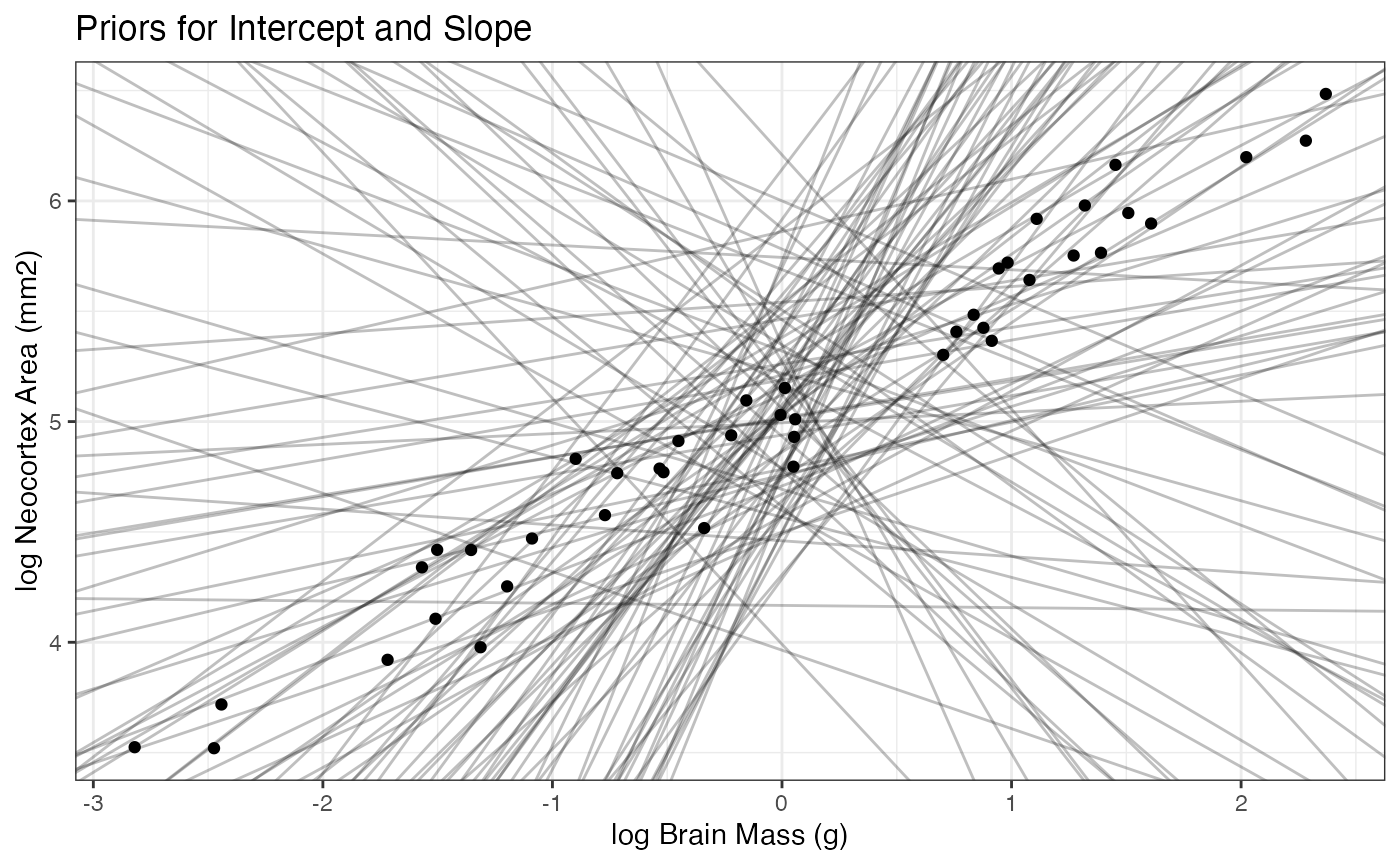 Priors for Intercept and Slope
log Neocortex Area (mm2)
6
5
4
-3 -2 -1 0 1 2
log Brain Mass (g)